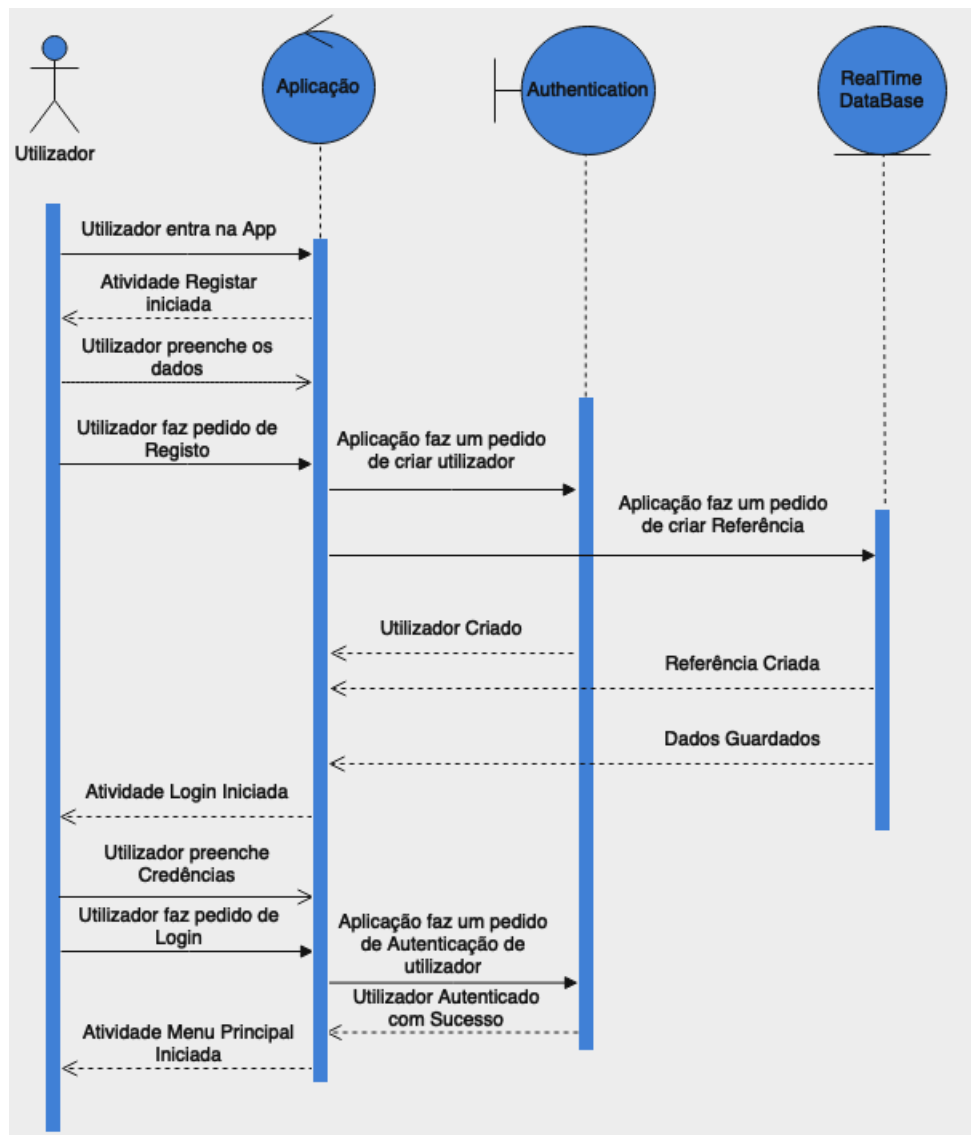 Aplicação
Authentication
RealTime
DataBase
Utilizador
Utilizador entra na App
Atividade Registar
iniciada
Utilizador preenche os
dados
Utilizador faz pedido de
Registo
Aplicação faz um pedido
de criar utilizador
Aplicação faz um pedido
de criar Referência
Utilizador Criado
Referência Criada
Dados Guardados
Atividade Login Iniciada
Utilizador preenche
Credências
Utilizador faz pedido de
Login
Aplicação faz um pedido
de Autenticação de
utilizador
Utilizador Autenticado
com Sucesso
Atividade Menu Principal
Iniciada